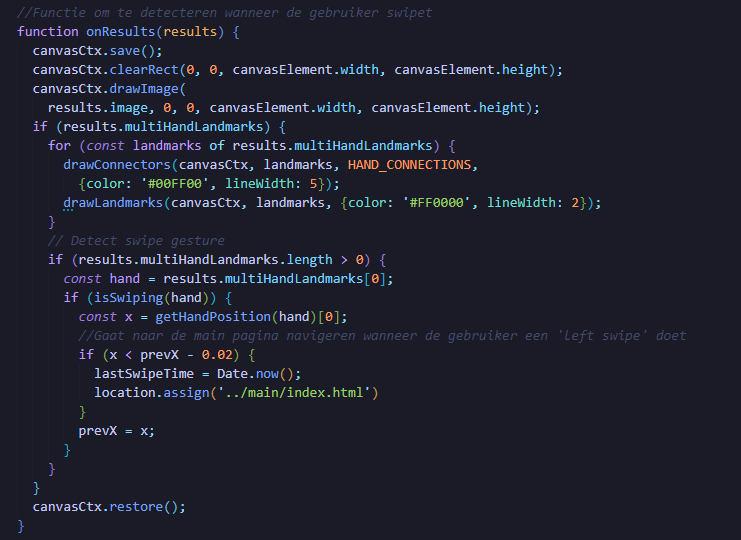 //Functie om te detecteren wanneer de gebruiker swipet
function onResults(results) {
  canvasCtx.save();
  canvasCtx.clearRect(0, 0, canvasElement.width, canvasElement.height);
  canvasCtx.drawImage(
    results.image, 0, 0, canvasElement.width, canvasElement.height);
  if (results.multiHandLandmarks) {
    for (const landmarks of results.multiHandLandmarks) {
      drawConnectors(canvasCtx, landmarks, HAND_CONNECTIONS,
        {color: '#00FF00', lineWidth: 5});
      drawLandmarks(canvasCtx, landmarks, {color: '#FF0000', lineWidth: 2});
    }
    // Detect swipe gesture
    if (results.multiHandLandmarks.length > 0) {
      const hand = results.multiHandLandmarks[0];
      if (isSwiping(hand)) {
        const x = getHandPosition(hand)[0];
        //Gaat naar de main pagina navigeren wanneer de gebruiker een 'left swipe' doet
        if (x < prevX - 0.02) {
          lastSwipeTime = Date.now();
          location.assign('../main/index.html')
        }
        prevX = x;
      }
    }
  }
  canvasCtx.restore();
}